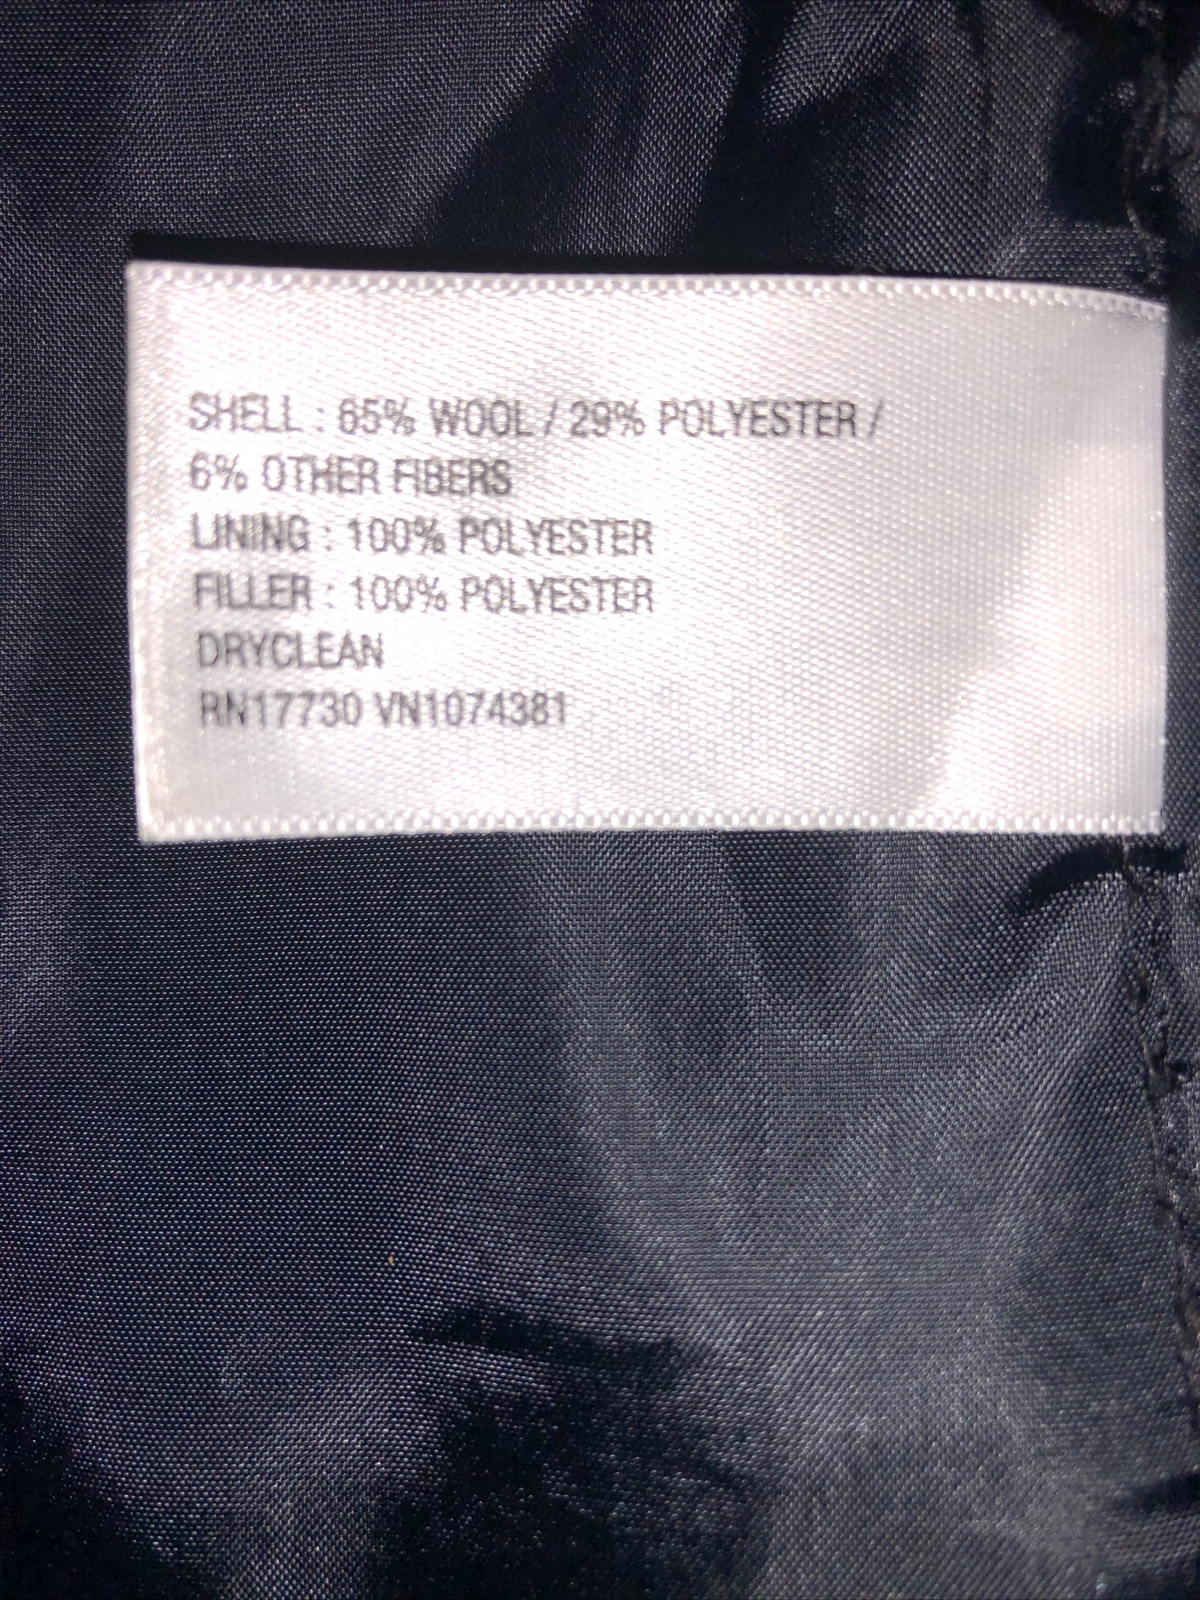 SHELL : 65% WOOL / 29% POLYESTER /
6% OTHER FIBERS
LINING : 100% POLYESTER
FILLER : 100% POLYESTER
DRYCLEAN
RN17730 VN1074381